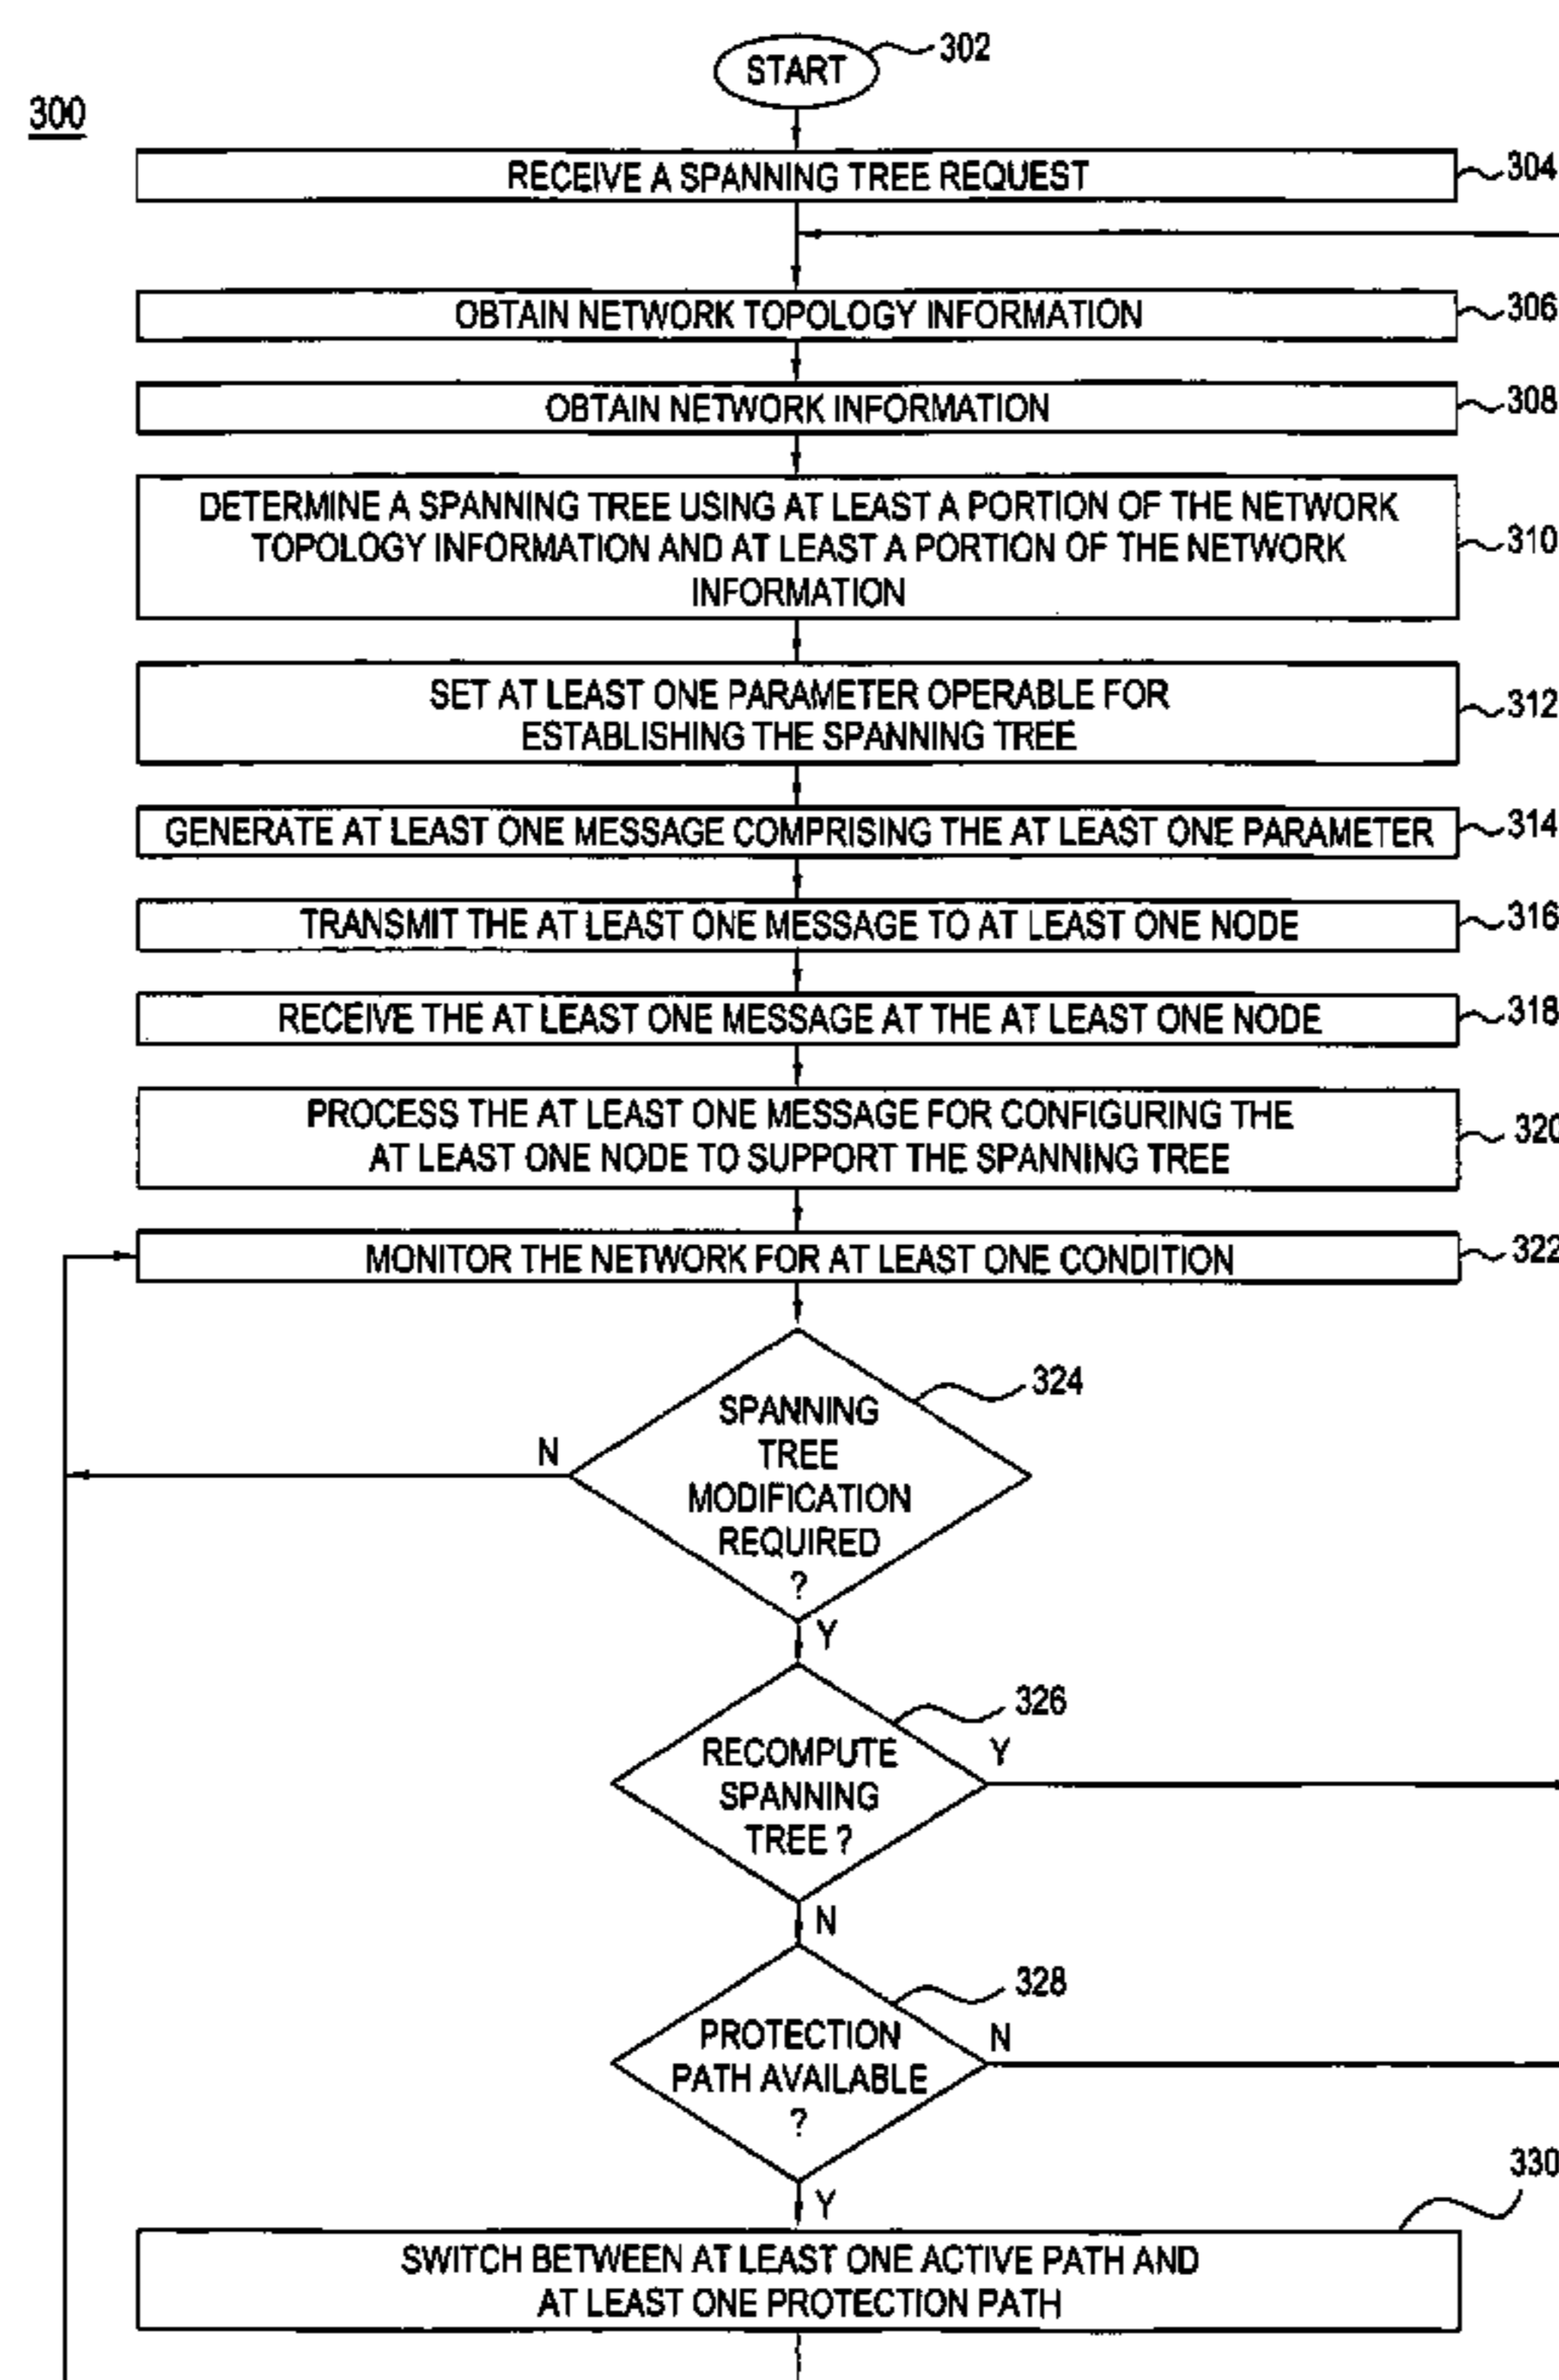 START
302
300
RECEIVE A SPANNING TREE REQUEST
304
OBTAIN NETWORK TOPOLOGY INFORMATION
306
OBTAIN NETWORK INFORMATION
308
DETERMINE A SPANNING TREE USING AT LEAST A PORTION OF THE NETWORK
TOPOLOGY INFORMATION AND AT LEAST A PORTION OF THE NETWORK
INFORMATION
310
SET AT LEAST ONE PARAMETER OPERABLE FOR
ESTABLISHING THE SPANNING TREE
312
GENERATE AT LEAST ONE MESSAGE COMPRISING THE AT LEAST ONE PARAMETER
314
TRANSMIT THE AT LEAST ONE MESSAGE TO AT LEAST ONE NODE
316
RECEIVE THE AT LEAST ONE MESSAGE AT THE AT LEAST ONE NODE
318
PROCESS THE AT LEAST ONE MESSAGE FOR CONFIGURING THE
AT LEAST ONE NODE TO SUPPORT THE SPANNING TREE
320
MONITOR THE NETWORK FOR AT LEAST ONE CONDITION
322
324
SPANNING
TREE
MODIFICATION
REQUIRED
?
N
Y
326
RECOMPUTE
SPANNING
TREE ?
Y
N
328
PROTECTION
PATH AVAILABLE
?
N
Y
330
SWITCH BETWEEN AT LEAST ONE ACTIVE PATH AND
AT LEAST ONE PROTECTION PATH